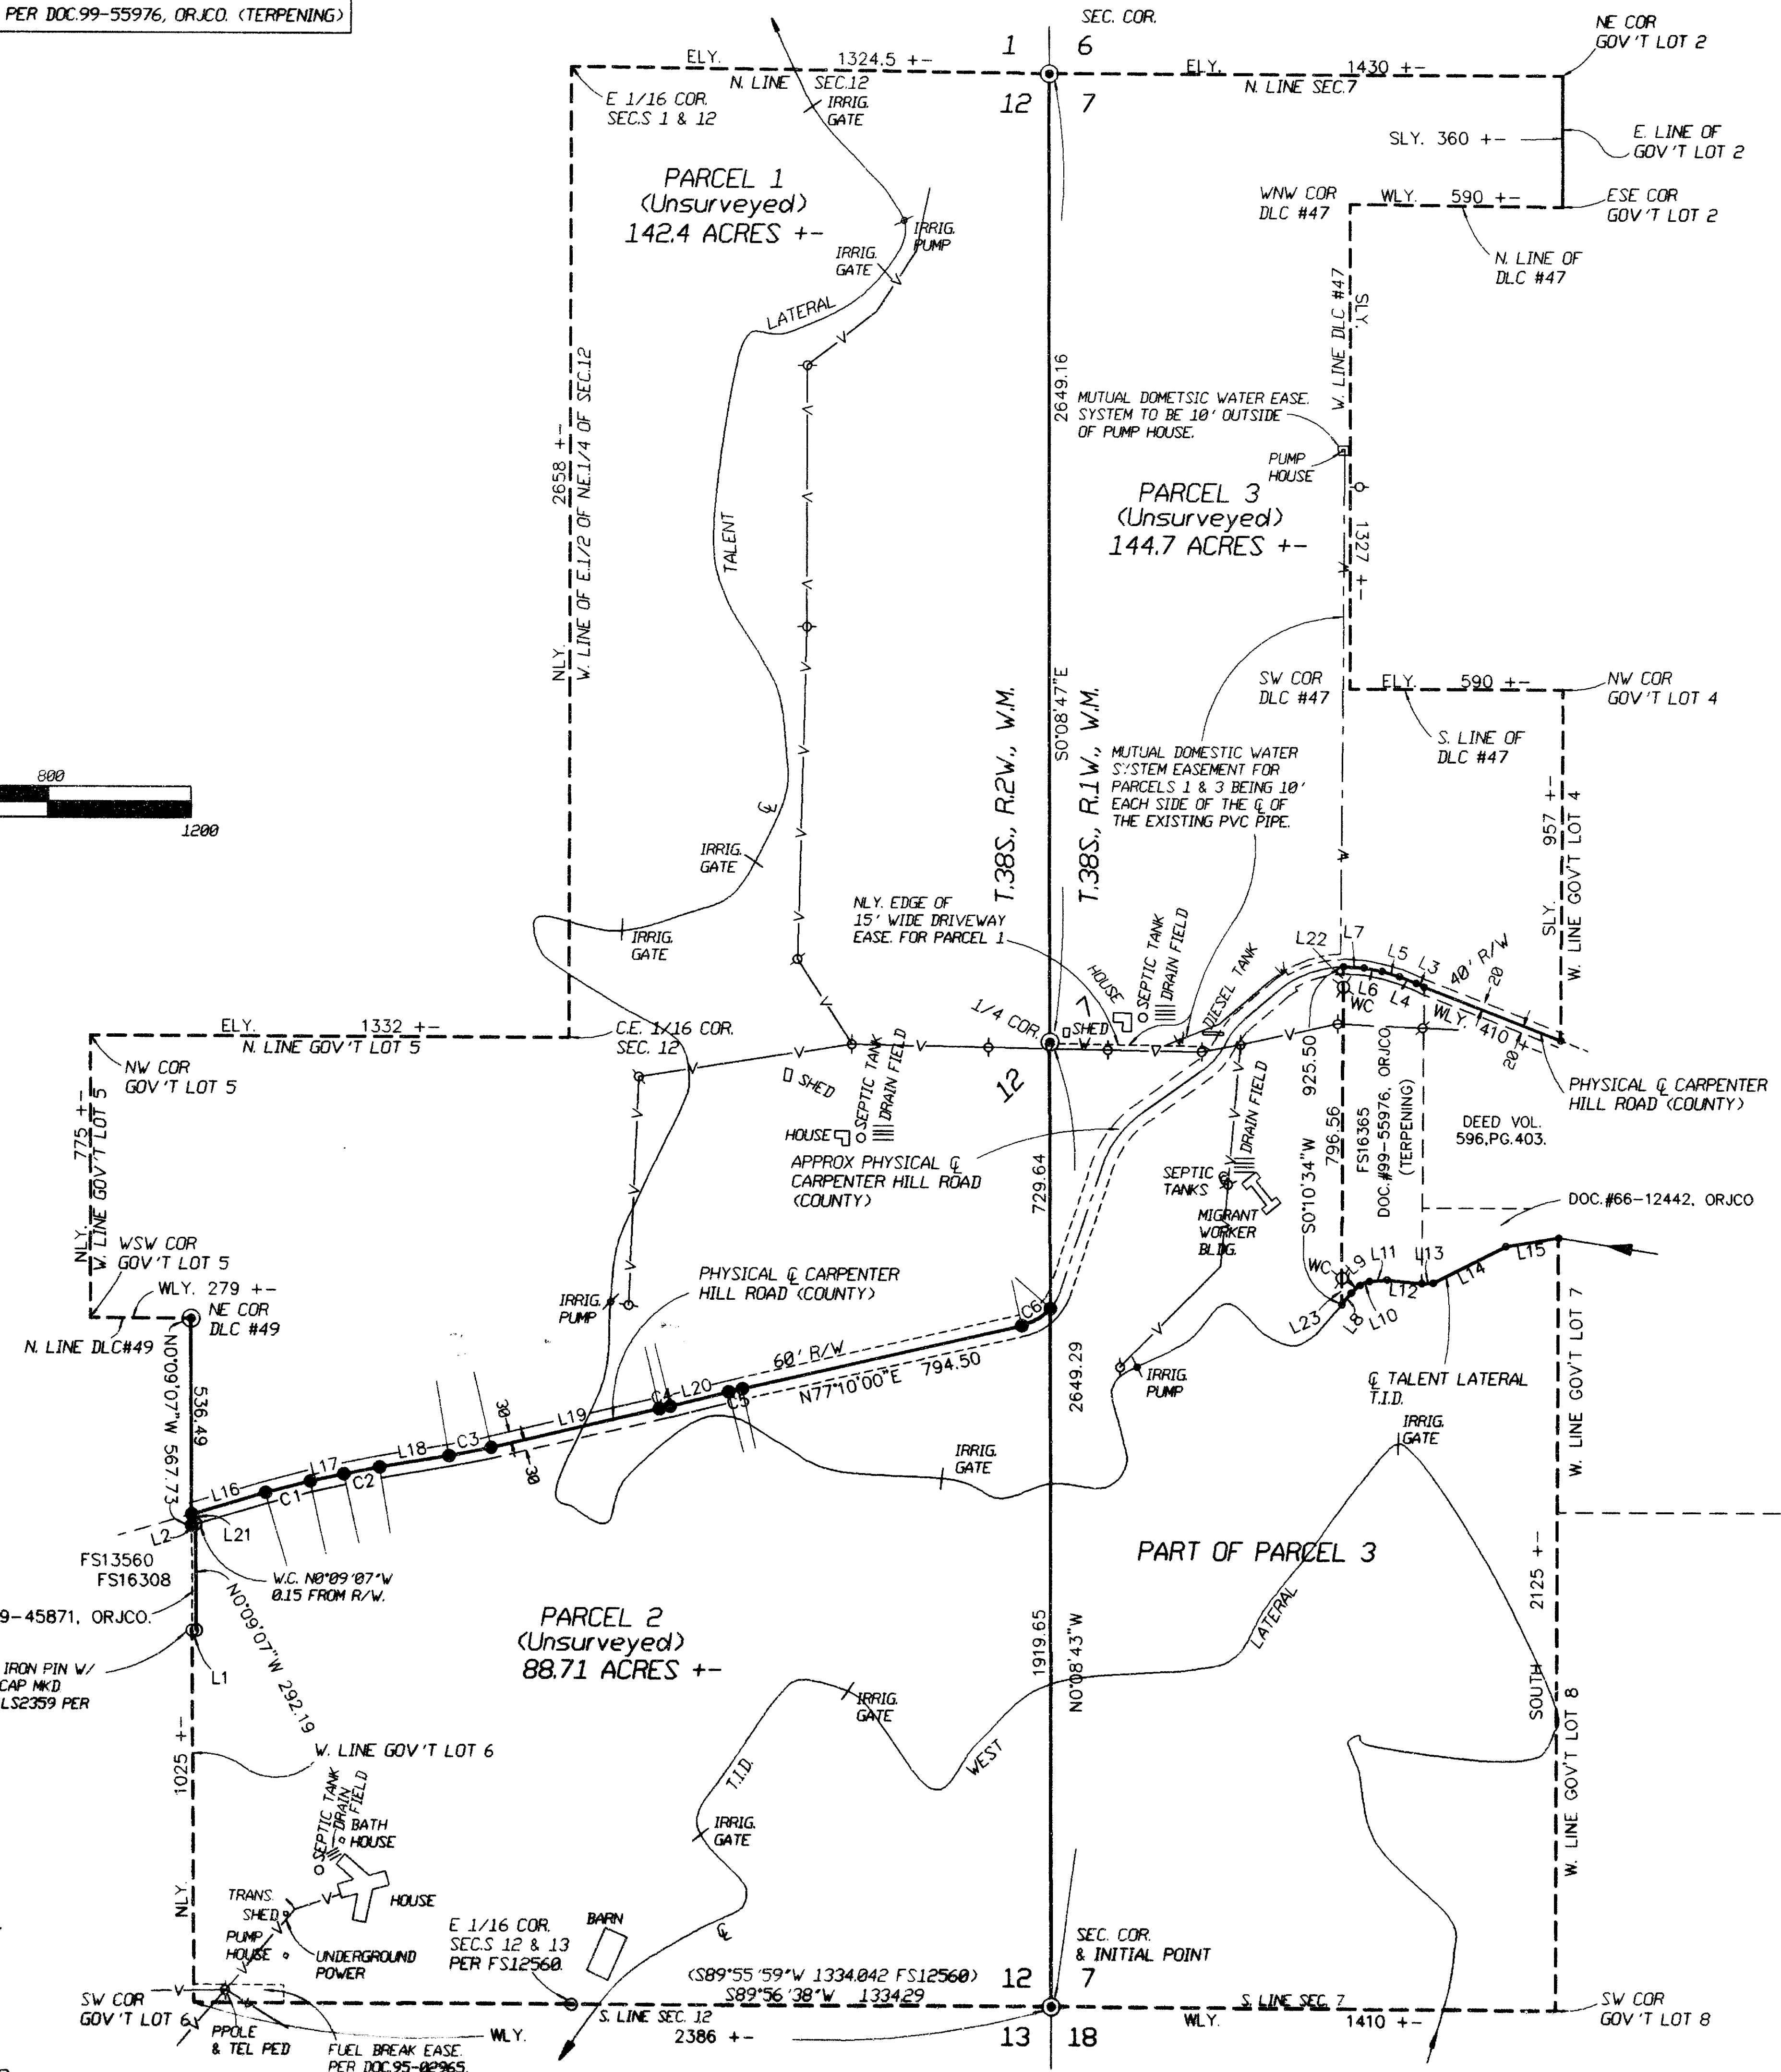 PER DOC.99-55976, ORJCO. (TERPENING)
SEC. COR.
1
6
12
7
NE COR
GOV'T LOT 2
ELY.
1324.5 +-
N. LINE SEC.12
ELY.
1430 +-
N. LINE SEC.7
E 1/16 COR.
SEC.S 1 & 12
IRRIG.
GATE
SLY. 360 +-
E. LINE OF
GOV'T LOT 2
PARCEL 1
(Unsurveyed)
142.4 ACRES +-
WNW COR
DLC #47
WLY.
590 +-
ESE COR
GOV'T LOT 2
IRRIG.
PUMP
IRRIG.
GATE
N. LINE OF
DLC #47
W. LINE DLC #47
SLY.
LATERAL
TALENT
2649.16
NLY.
2658 +-
W. LINE OF E.1/2 OF N.E.1/4 OF SEC.12
MUTUAL DOMETSIC WATER EASE.
SYSTEM TO BE 10' OUTSIDE
OF PUMP HOUSE.
PUMP
HOUSE
PARCEL 3
(Unsurveyed)
144.7 ACRES +-
1327 +-
SW COR
DLC #47
ELY.
590 +-
NW COR
GOV'T LOT 4
S. LINE OF
DLC #47
T.38S., R.2W., W.M.
T.38S., R.1W., W.M.
S0°08'47"E
MUTUAL DOMESTIC WATER
SYSTEM EASEMENT FOR
PARCELS 1 & 3 BEING 10'
EACH SIDE OF THE ℄ OF
THE EXISTING PVC PIPE.
800
1200
℄
IRRIG.
GATE
SLY.
957 +-
W. LINE GOV'T LOT 4
NLY. EDGE OF
15' WIDE DRIVEWAY
EASE. FOR PARCEL 1
IRRIG.
GATE
HOUSE
SEPTIC TANK
DRAIN FIELD
DIESEL TANK
L22
L7
L5
L3
L6
L4
WC
40' R/W
20
WLY.
410 +-
20
1/4 COR.
7
SHED
12
ELY.
1332 +-
N. LINE GOV'T LOT 5
C.E. 1/16 COR.
SEC. 12
NW COR
GOV'T LOT 5
NLY.
775 +-
W. LINE GOV'T LOT 5
SHED
HOUSE
SEPTIC TANK
DRAIN FIELD
APPROX PHYSICAL ℄
CARPENTER HILL ROAD
(COUNTY)
729.64
SEPTIC
TANKS
DRAIN FIELD
MIGRANT
WORKER
BLDG.
925.50
S0°10'34"W
796.56
FS16365
DOC.#99-55976, ORJCO
(TERPENING)
PHYSICAL ℄ CARPENTER
HILL ROAD (COUNTY)
DEED VOL.
596,PG.403.
DOC.#66-12442, ORJCO
WSW COR
GOV'T LOT 5
WLY. 279 +-
NE COR
DLC #49
N. LINE DLC#49
PHYSICAL ℄ CARPENTER
HILL ROAD (COUNTY)
IRRIG.
PUMP
C6
WC
L9
L11
L13
L15
L14
L12
L10
L8
L23
N0°09'07"W 567.73
536.49
60' R/W
N77°10'00"E 794.50
2649.29
IRRIG.
PUMP
℄ TALENT LATERAL
T.I.D.
W. LINE GOV'T LOT 7
L16
C1
L17
C2
L18
C3
30
30
L19
C4
L20
C5
IRRIG.
GATE
IRRIG.
GATE
L2
L21
FS13560
FS16308
W.C. N0°09'07"W
0.15 FROM R/W.
PART OF PARCEL 3
9-45871, ORJCO.
N0°09'07"W 292.19
IRON PIN W/
CAP MKD
LS2359 PER
L1
PARCEL 2
(Unsurveyed)
88.71 ACRES +-
1919.65
N0°08'43"W
LATERAL
SOUTH
2125 +-
IRRIG.
GATE
W. LINE GOV'T LOT 6
1025 +-
T.I.D.
WEST
W. LINE GOV'T LOT 8
SEPTIC TANK
DRAIN
FIELD
BATH
HOUSE
IRRIG.
GATE
NLY.
TRANS.
SHED
HOUSE
PUMP
HOUSE
UNDERGROUND
POWER
E 1/16 COR.
SEC.S 12 & 13
PER FS12560.
BARN
℄
SEC. COR.
& INITIAL POINT
(S89°55'59"W 1334.042 FS12560)
S89°56'38"W 1334.29
12
7
SW COR
GOV'T LOT 6
S. LINE SEC. 12
S. LINE SEC. 7
SW COR
GOV'T LOT 8
PPOLE
& TEL PED
WLY.
2386 +-
13
18
WLY.
1410 +-
FUEL BREAK EASE.
PER DOC.95-02965.